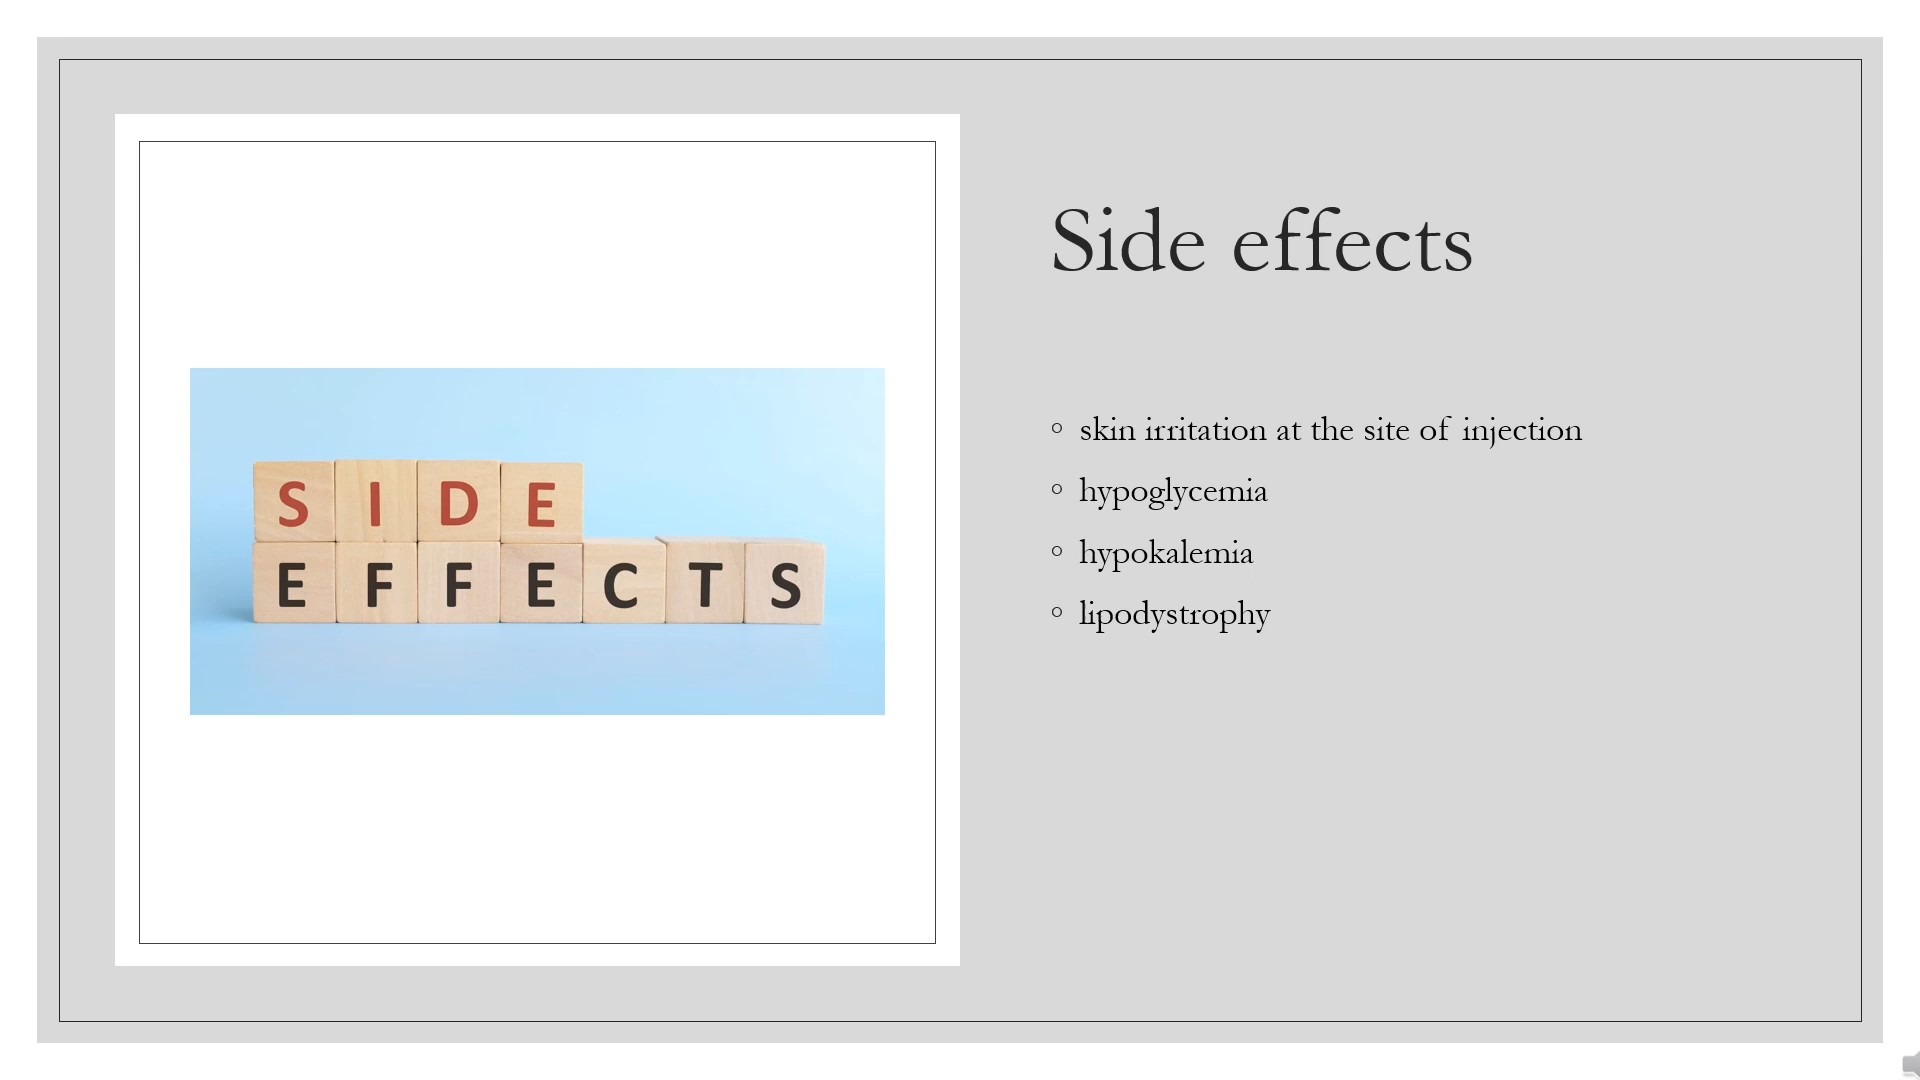 SIDE
EFFECTS
Side effects
◦ skin irritation at the site of injection
◦ hypoglycemia
◦ hypokalemia
◦ lipodystrophy